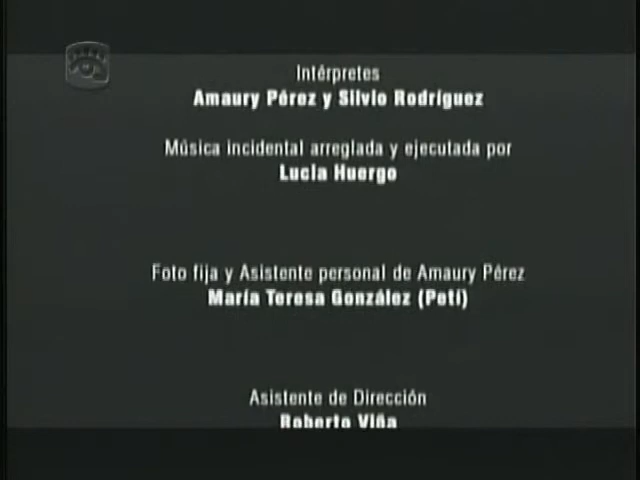 Intérpretes
Amaury Pérez y Silvio Rodríguez
Música incidental arreglada y ejecutada por
Lucía Huergo
Foto fija y Asistente personal de Amaury Pérez
María Teresa González (Petí)
Asistente de Dirección
Roberto Viña